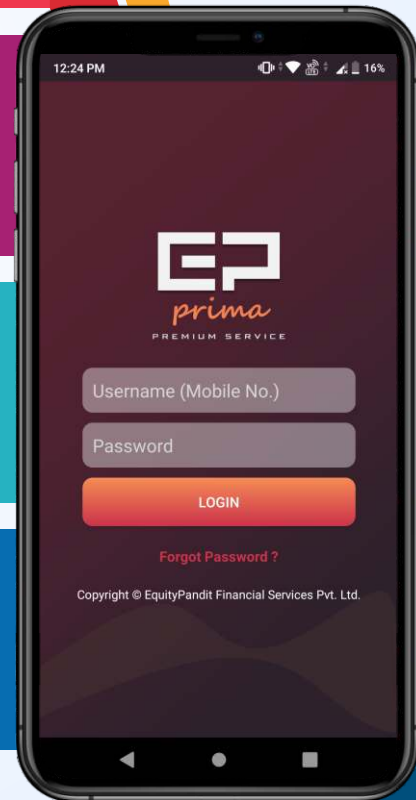 12:24 PM 16%
EP
prima
PREMIUM SERVICE
Username (Mobile No.)
Password
LOGIN
Forgot Password ?
Copyright © EquityPandit Financial Services Pvt. Ltd.